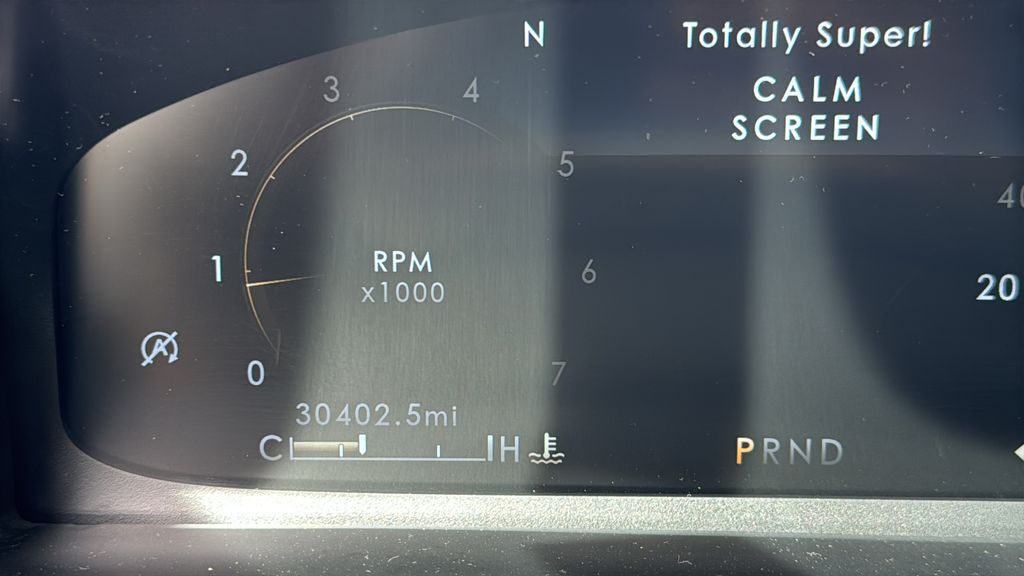 N
Totally Super!
CALM
SCREEN
3
4
2
5
1
RPM
x1000
6
20
0
7
30402.5mi
C H
PRND